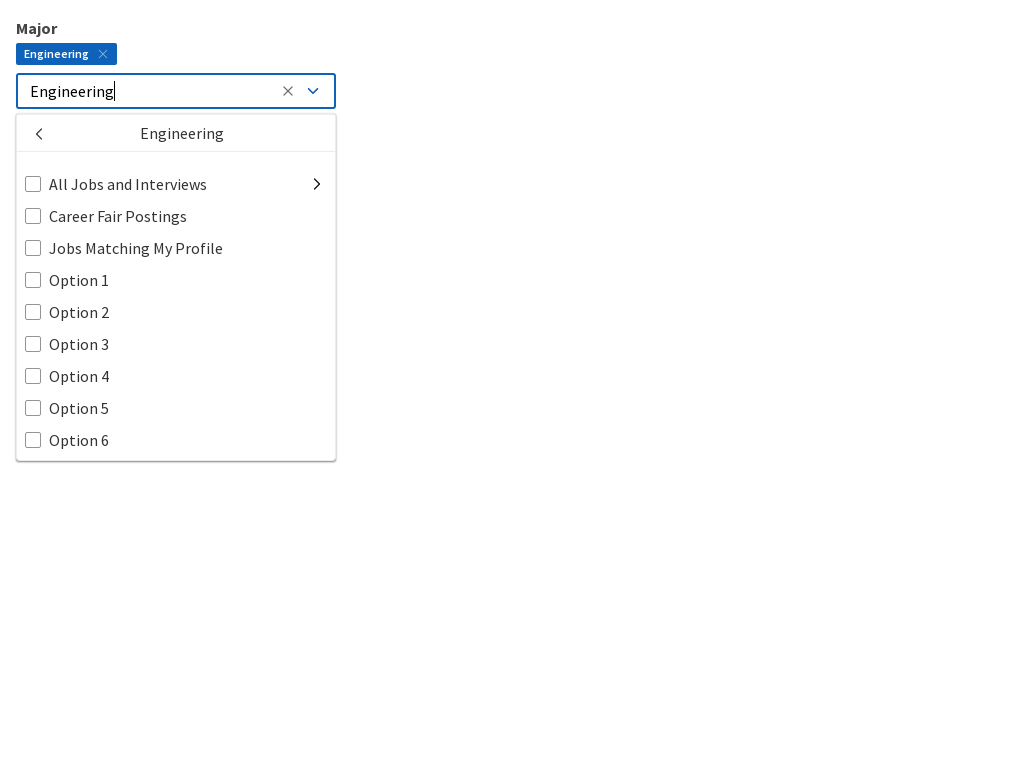 Major
Engineering
Engineering
Engineering
All Jobs and Interviews
Career Fair Postings
Jobs Matching My Profile
Option 1
Option 2
Option 3
Option 4
Option 5
Option 6